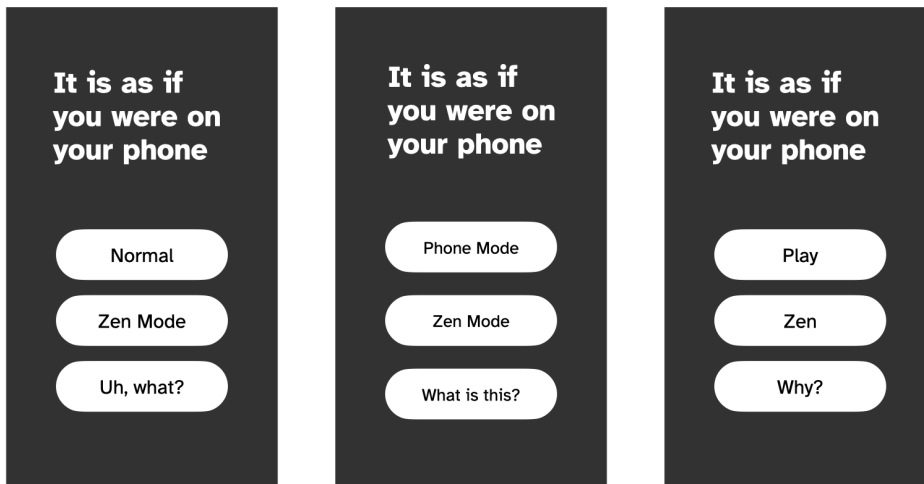 It is as if
you were on
your phone
Normal
Zen Mode
Uh, what?
It is as if
you were on
your phone
Phone Mode
Zen Mode
What is this?
It is as if
you were on
your phone
Play
Zen
Why?